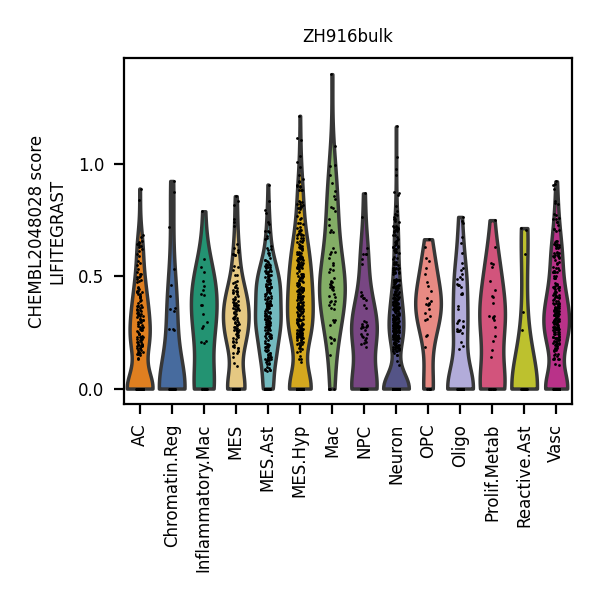 ZH916bulk
CHEMBL2048028 score
LIFITEGRAST
1.0
0.5
0.0
AC
Chromatin.Reg
Inflammatory.Mac
MES
MES.Ast
MES.Hyp
Mac
NPC
Neuron
OPC
Oligo
Prolif.Metab
Reactive.Ast
Vasc